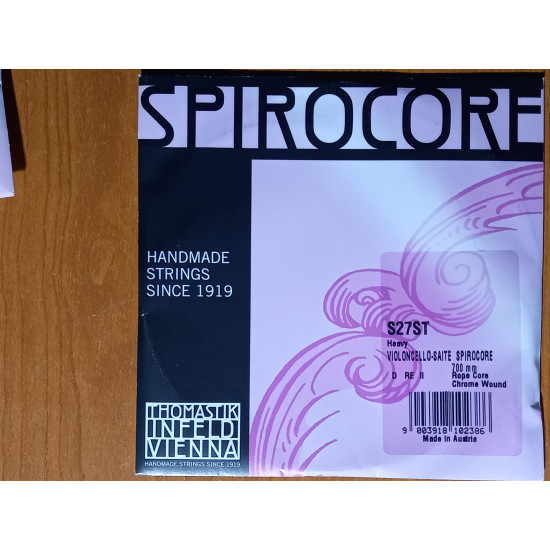 SPIROCORE
HANDMADE
STRINGS
SINCE 1919
S27ST
Heavy
VIOLONCELLO-SAITE SPIROCORE
700 mm
D RE II Rope Core
Chrome Wound
9 003918 102386
Made in Austria
THOMASTIK
INFELD
VIENNA
HANDMADE STRINGS SINCE 1919